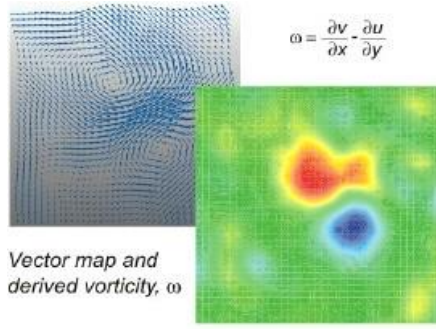 ω = ∂v/∂x - ∂u/∂y
Vector map and
derived vorticity, ω